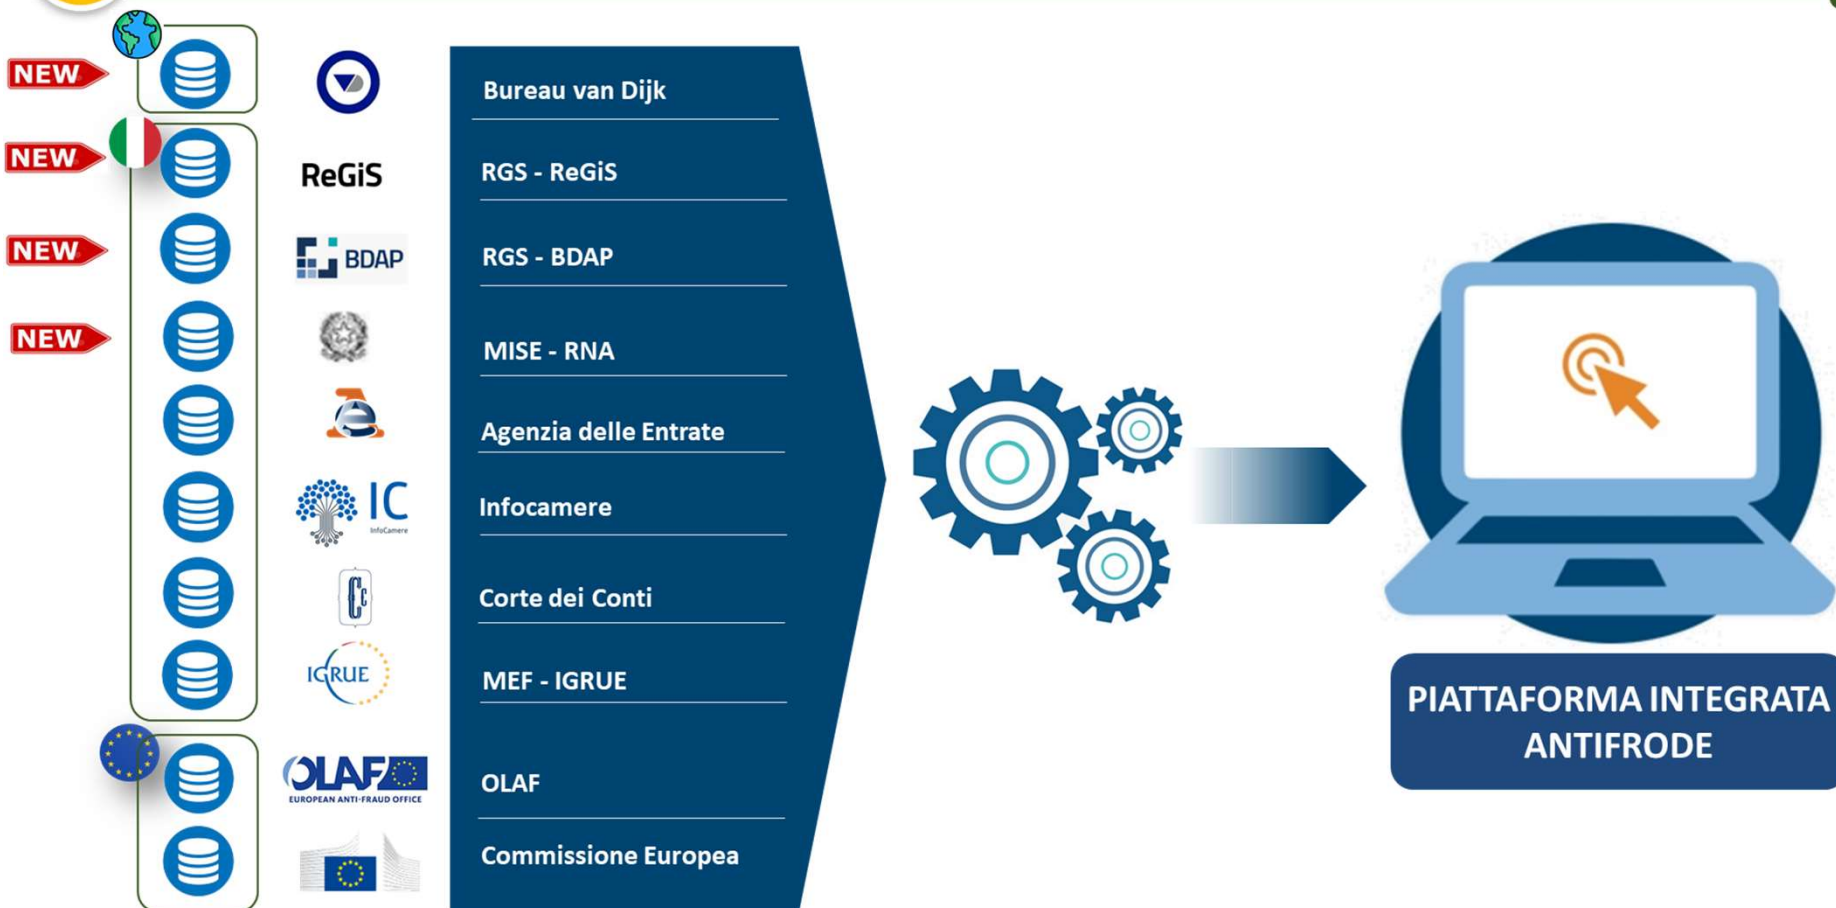 NEW
Bureau van Dijk
NEW
ReGiS
RGS - ReGiS
NEW
BDAP
RGS - BDAP
NEW
MISE - RNA
Agenzia delle Entrate
IC
InfoCamere
Infocamere
Corte dei Conti
IGRUE
MEF - IGRUE
OLAF
EUROPEAN ANTI-FRAUD OFFICE
OLAF
Commissione Europea
PIATTAFORMA INTEGRATA
ANTIFRODE